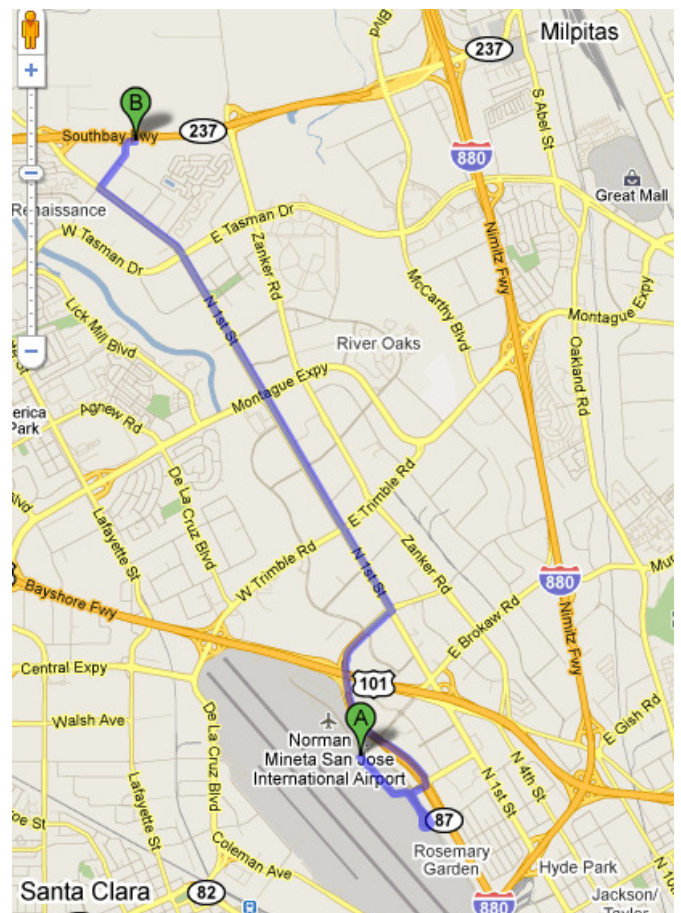 237
Milpitas
Blvd
B
Southbay Fwy
237
S Abel St
880
Great Mall
Renaissance
W Tasman Dr
E Tasman Dr
Zanker Rd
McCarthy Blvd
Nimitz Fwy
Montague Expy
Lick Mill Blvd
N 1st St
River Oaks
Oakland Rd
erica
Park
Agnew Rd
Montague Expy
De La Cruz Blvd
Blvd
Lafayette St
E Trimble Rd
W Trimble Rd
N 1st St
Zanker Rd
880
Bayshore Fwy
E Brokaw Rd
Nimitz Fwy
Central Expy
101
Walsh Ave
De La Cruz Blvd
A
Norman
Mineta San Jose
International Airport
E Gish Rd
N 1st St
N 4th St
Lafayette St
87
Rosemary
Garden
Coleman Ave
Hyde Park
Santa Clara
82
880
Jackson/
Taylor
N 10th